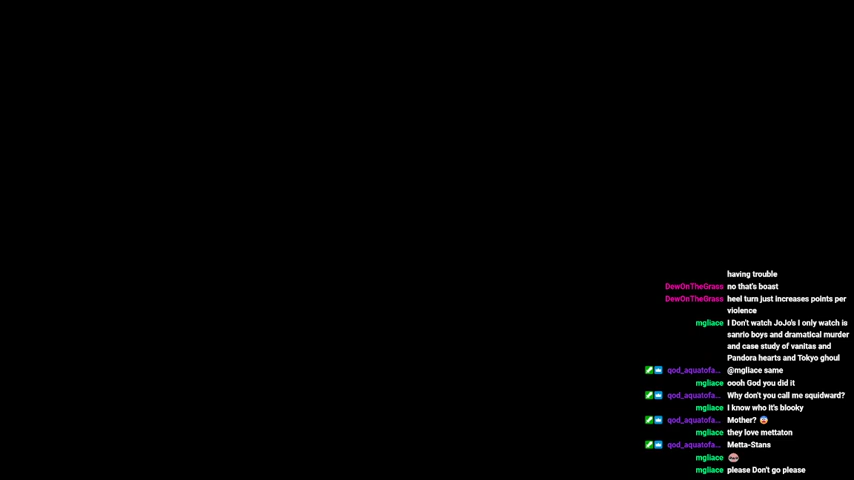 having trouble
DewOnTheGrass no that's boast
DewOnTheGrass heel turn just increases points per
violence
mgliace I Don't watch JoJo's I only watch is
sanrio boys and dramatical murder
and case study of vanitas and
Pandora hearts and Tokyo ghoul
qod_aquatofa... @mgliace same
mgliace oooh God you did it
qod_aquatofa... Why don't you call me squidward?
mgliace I know who it's blooky
qod_aquatofa... Mother? 😨
mgliace they love mettaton
qod_aquatofa... Metta-Stans
mgliace
mgliace please Don't go please